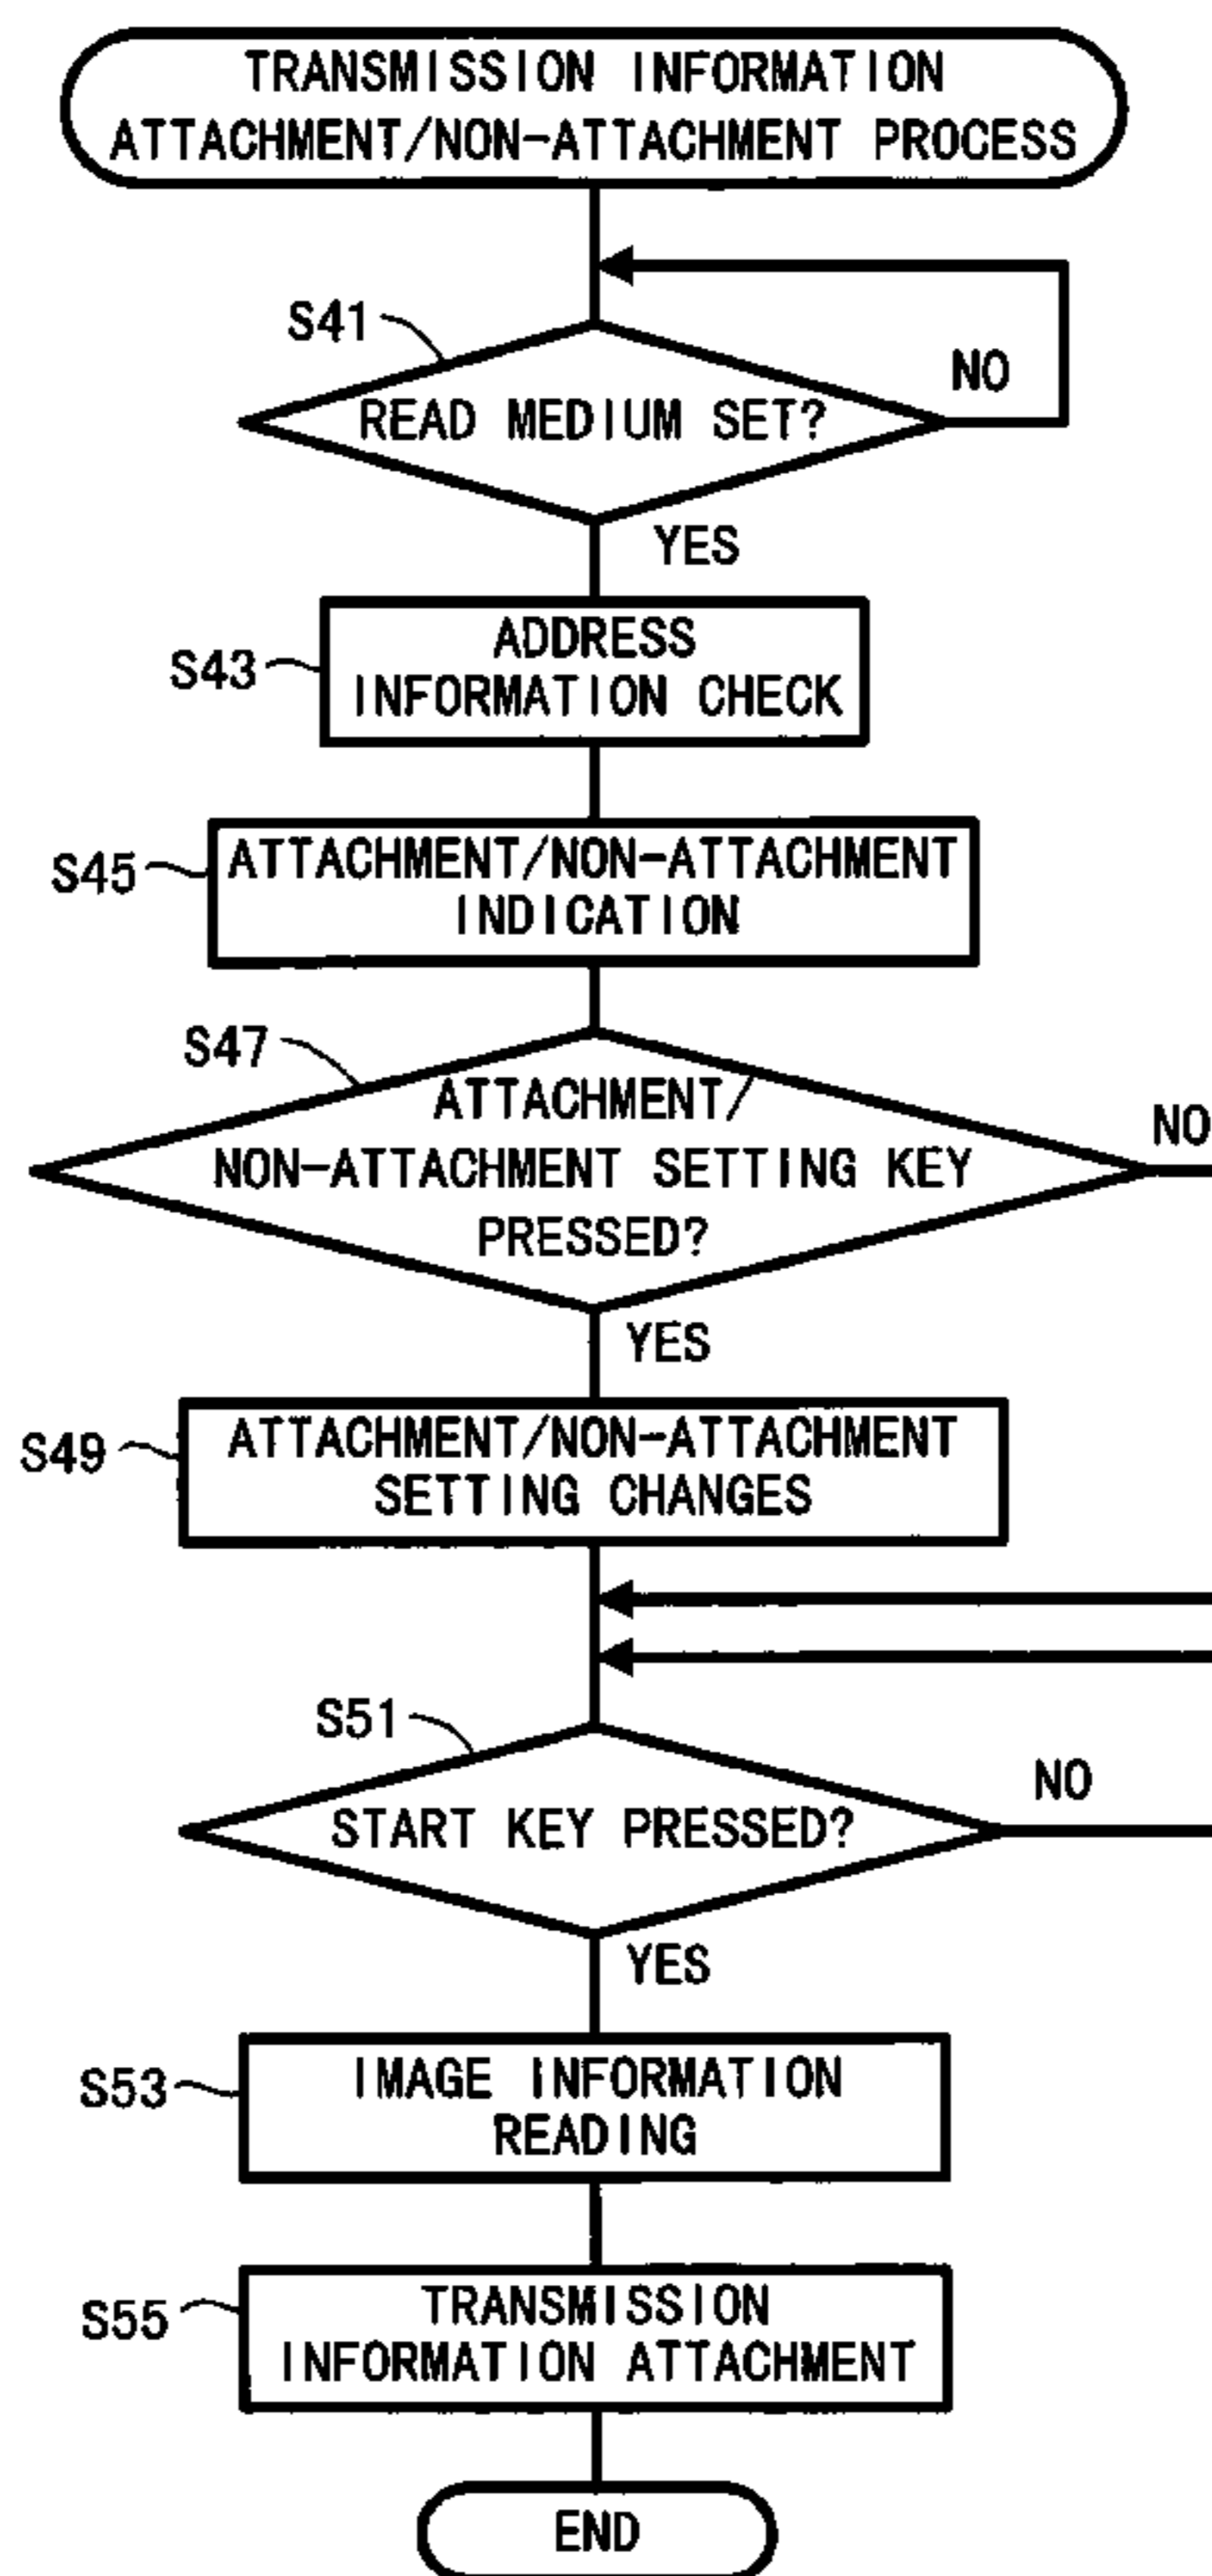 TRANSMISSION INFORMATION
ATTACHMENT/NON-ATTACHMENT PROCESS
S41
READ MEDIUM SET?
NO
YES
S43
ADDRESS
INFORMATION CHECK
S45
ATTACHMENT/NON-ATTACHMENT
INDICATION
S47
ATTACHMENT/
NON-ATTACHMENT SETTING KEY
PRESSED?
NO
YES
S49
ATTACHMENT/NON-ATTACHMENT
SETTING CHANGES
S51
START KEY PRESSED?
NO
YES
S53
IMAGE INFORMATION
READING
S55
TRANSMISSION
INFORMATION ATTACHMENT
END